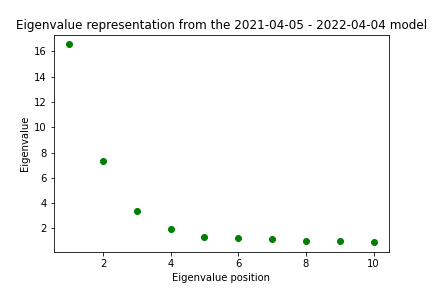 Eigenvalue representation from the 2021-04-05 - 2022-04-04 model
16
14
12
10
8
6
4
2
Eigenvalue
2 4 6 8 10
Eigenvalue position